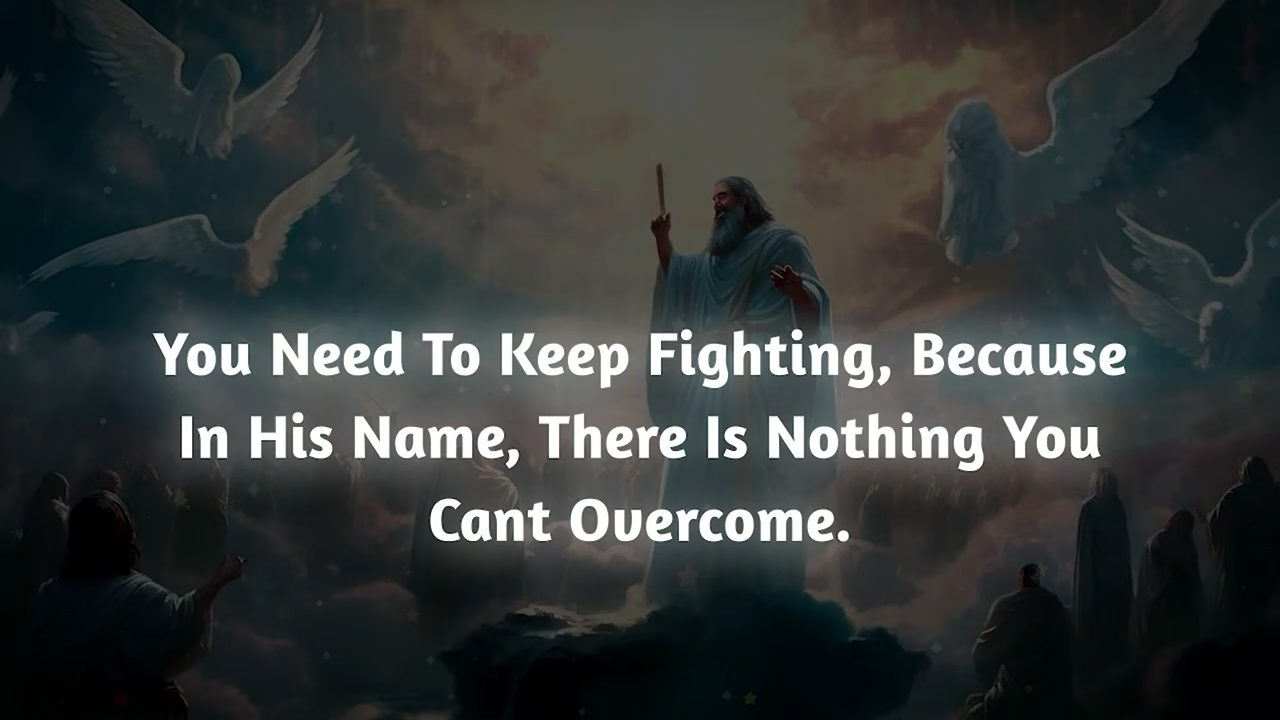 You Need To Keep Fighting, Because
In His Name, There Is Nothing You
Cant Overcome.